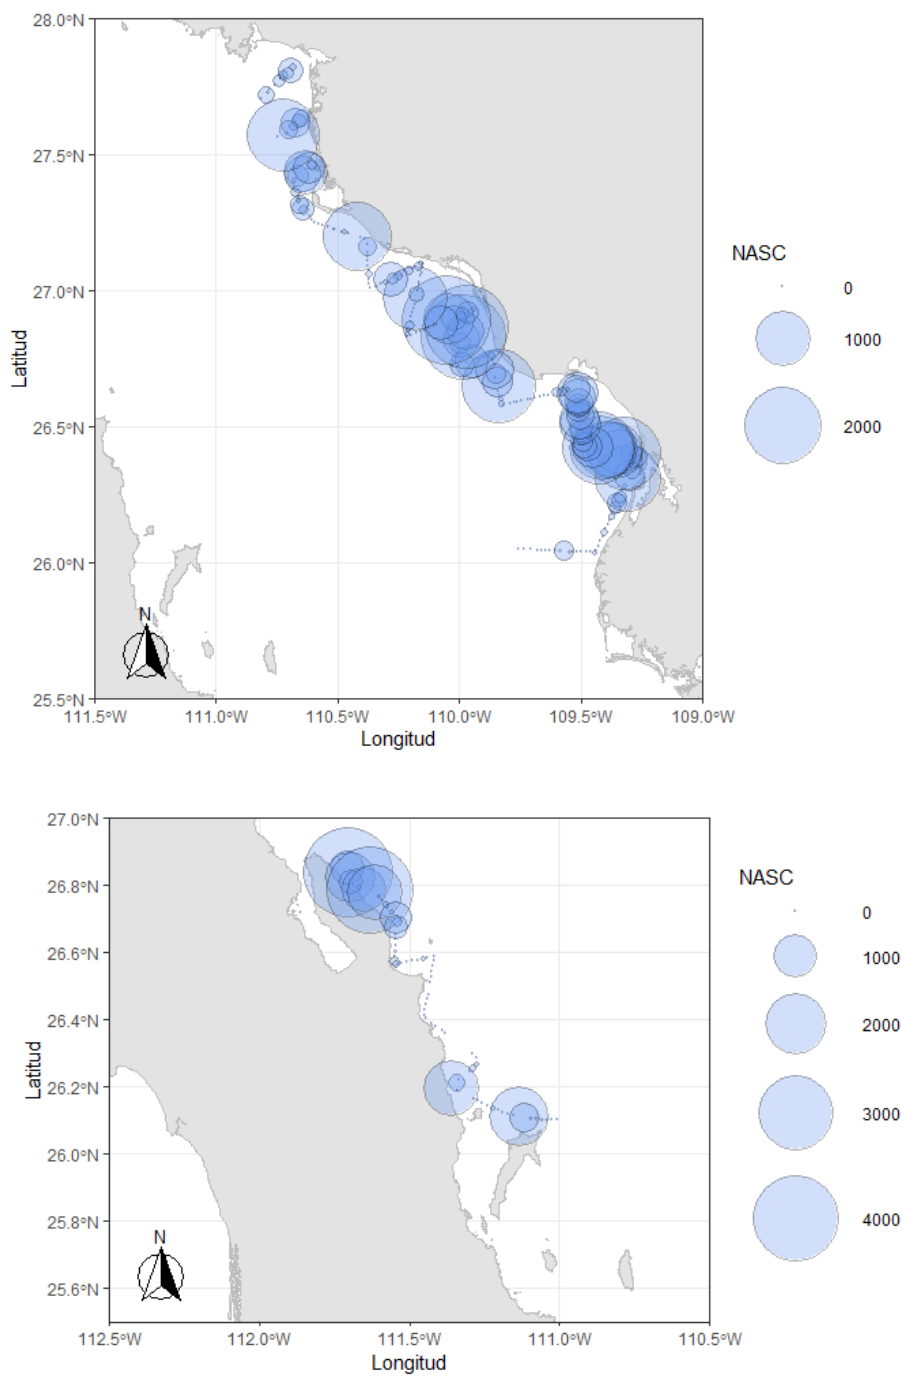 28.0°N
27.5°N
27.0°N
26.5°N
26.0°N
25.5°N
Latitud
N
111.5°W 111.0°W 110.5°W 110.0°W 109.5°W 109.0°W
Longitud
NASC
0
1000
2000
27.0°N
26.8°N
26.6°N
26.4°N
26.2°N
26.0°N
25.8°N
25.6°N
Latitud
N
112.5°W 112.0°W 111.5°W 111.0°W 110.5°W
Longitud
NASC
0
1000
2000
3000
4000